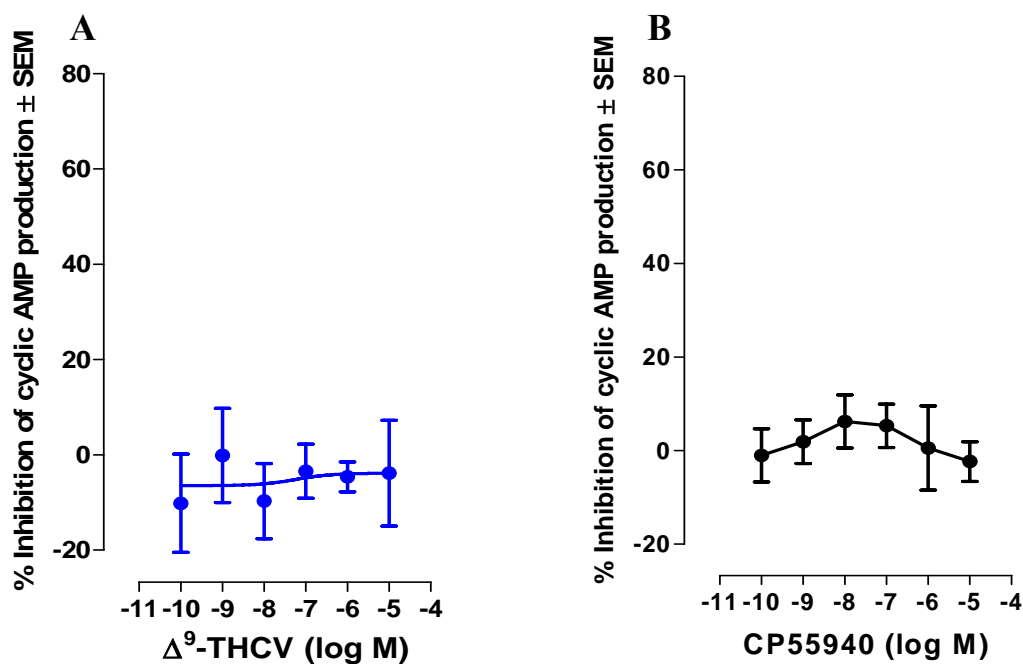 A
% Inhibition of cyclic AMP production ± SEM
80
60
40
20
0
-20
-11 -10 -9 -8 -7 -6 -5 -4
Δ⁹-THCV (log M)
B
% Inhibition of cyclic AMP production ± SEM
80
60
40
20
0
-20
-11 -10 -9 -8 -7 -6 -5 -4
CP55940 (log M)